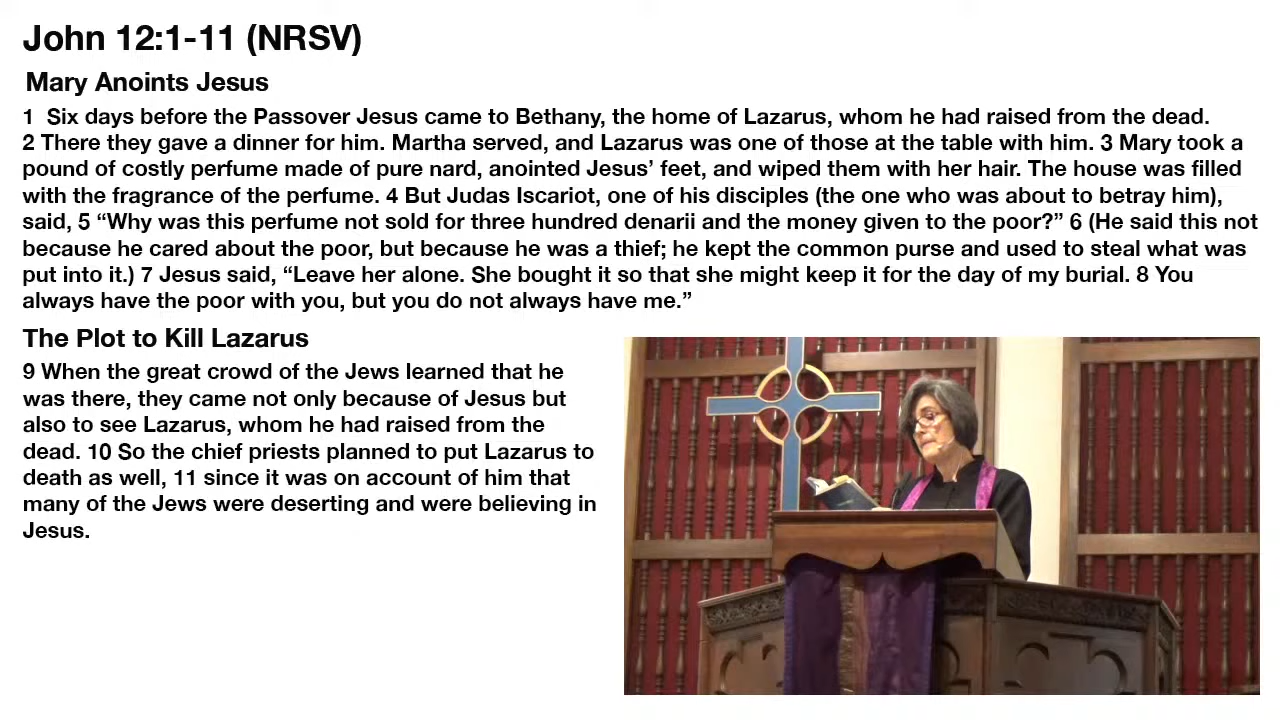 John 12:1-11 (NRSV)
Mary Anoints Jesus
1 Six days before the Passover Jesus came to Bethany, the home of Lazarus, whom he had raised from the dead.
2 There they gave a dinner for him. Martha served, and Lazarus was one of those at the table with him. 3 Mary took a
pound of costly perfume made of pure nard, anointed Jesus’ feet, and wiped them with her hair. The house was filled
with the fragrance of the perfume. 4 But Judas Iscariot, one of his disciples (the one who was about to betray him),
said, 5 “Why was this perfume not sold for three hundred denarii and the money given to the poor?” 6 (He said this not
because he cared about the poor, but because he was a thief; he kept the common purse and used to steal what was
put into it.) 7 Jesus said, “Leave her alone. She bought it so that she might keep it for the day of my burial. 8 You
always have the poor with you, but you do not always have me.”
The Plot to Kill Lazarus
9 When the great crowd of the Jews learned that he
was there, they came not only because of Jesus but
also to see Lazarus, whom he had raised from the
dead. 10 So the chief priests planned to put Lazarus to
death as well, 11 since it was on account of him that
many of the Jews were deserting and were believing in
Jesus.